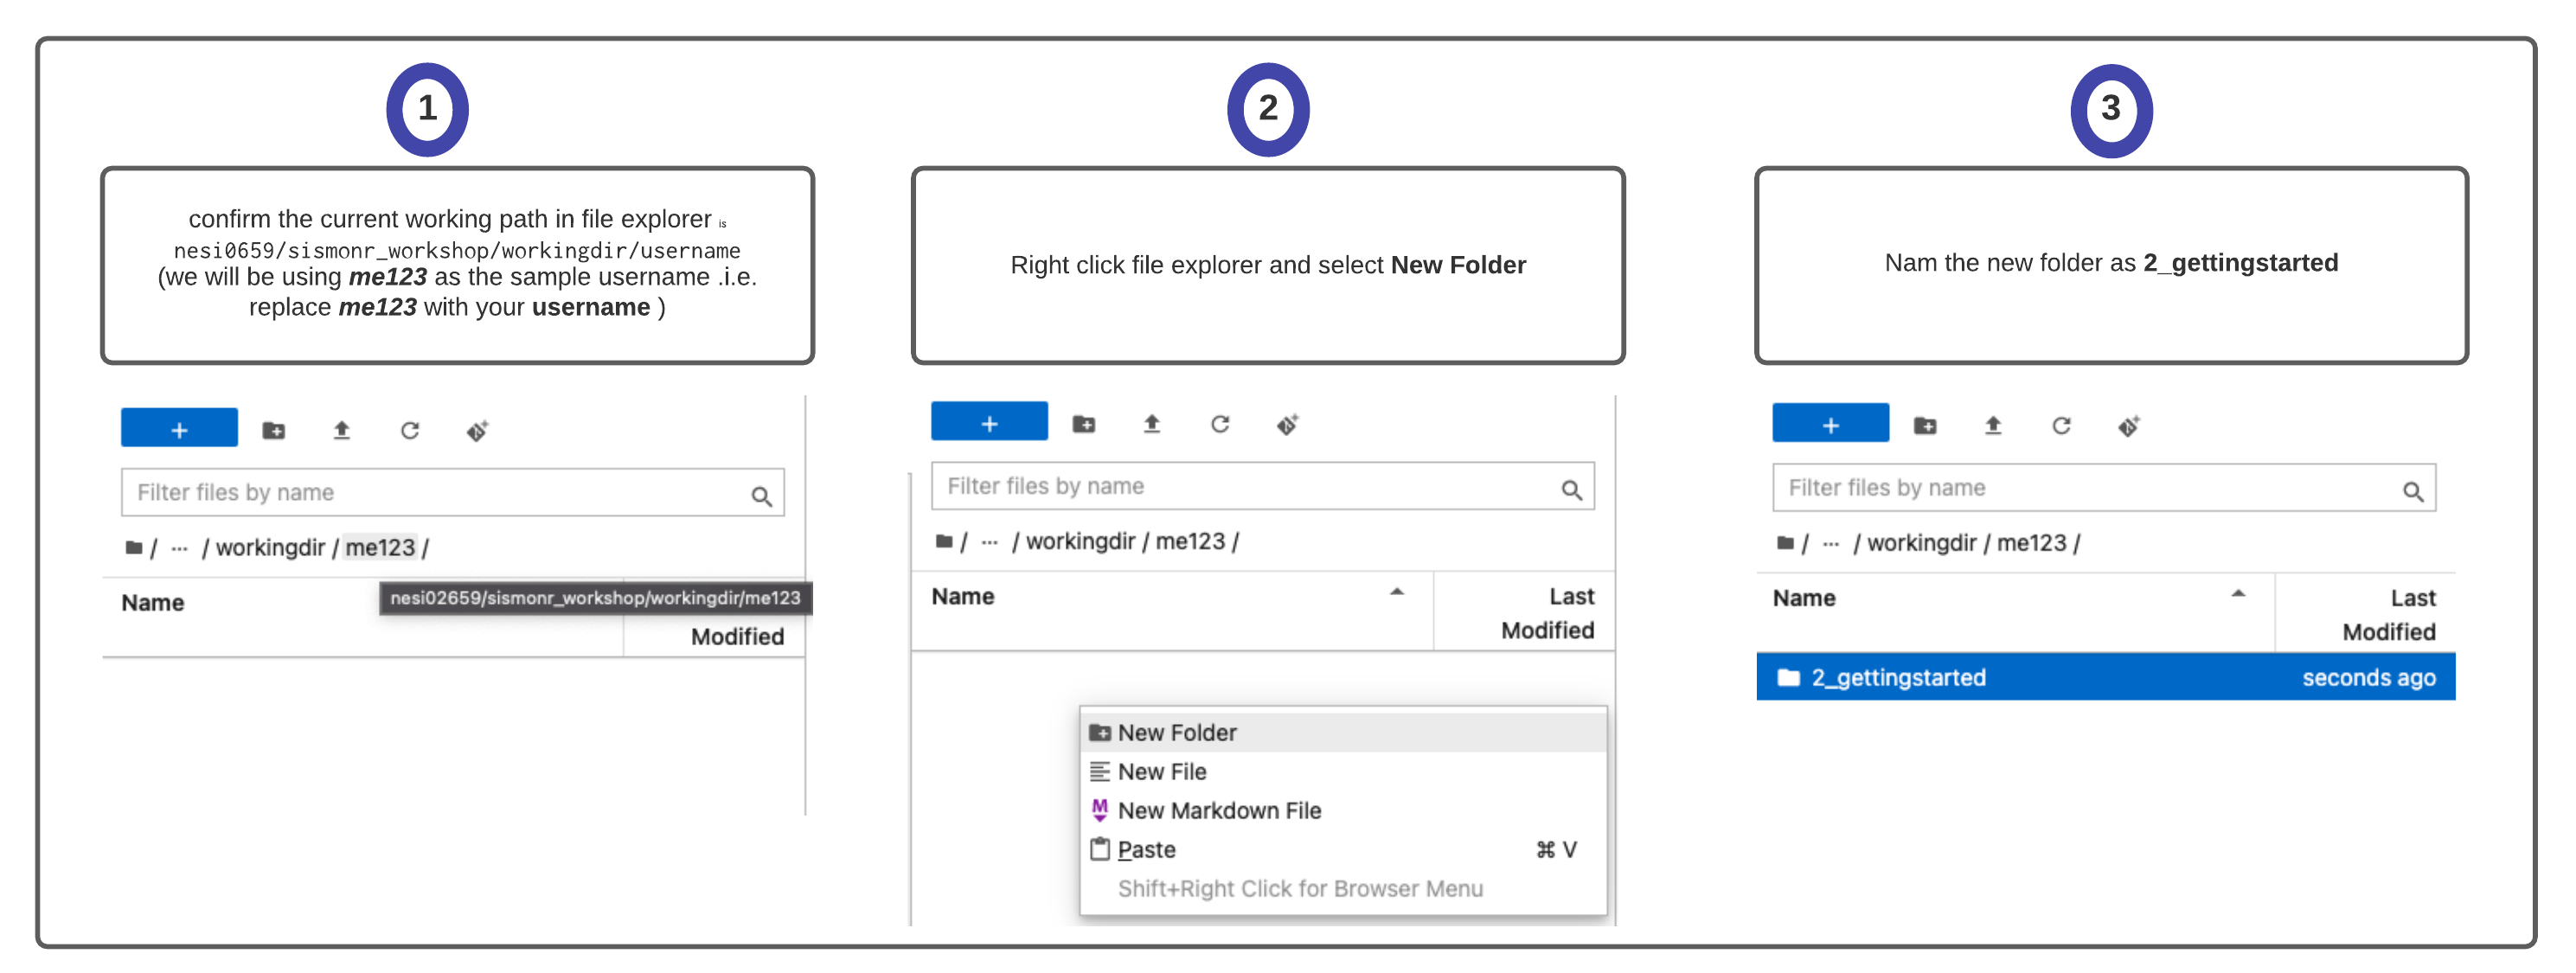 1
confirm the current working path in file explorer is
nesi0659/sismonr_workshop/workingdir/username
(we will be using me123 as the sample username .i.e.
replace me123 with your username )
+
Filter files by name
/ ··· / workingdir / me123 /
nesi02659/sismonr_workshop/workingdir/me123
Name
Modified
2
Right click file explorer and select New Folder
+
Filter files by name
/ ··· / workingdir / me123 /
Name Last
Modified
New Folder
New File
New Markdown File
Paste ⌘ V
Shift+Right Click for Browser Menu
3
Nam the new folder as 2_gettingstarted
+
Filter files by name
/ ··· / workingdir / me123 /
Name Last
Modified
2_gettingstarted seconds ago